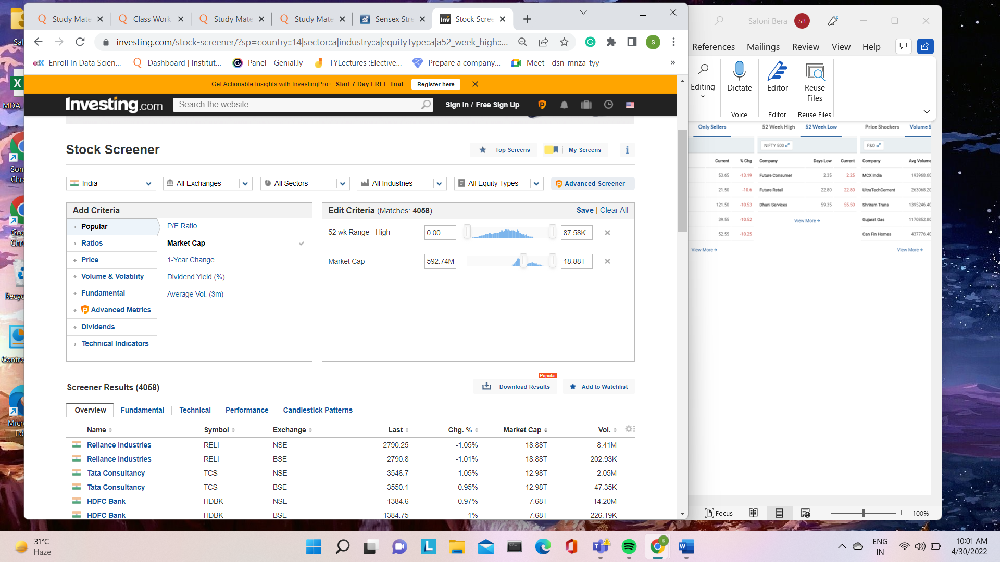 Study Mate
Class Work
Study Mate
Study Mate
Sensex Stre
Stock Scree
investing.com/stock-screener/?sp=country::14|sector::a|industry::a|equityType::a|a52_week_high::...
S
Enroll In Data Scien...
Dashboard | Institut...
Panel - Genial.ly
TYLectures :Elective...
Prepare a company...
Meet - dsn-mnza-tyy
»
Get Actionable Insights with InvestingPro+: Start 7 Day FREE Trial
Register here
Investing.com
Search the website...
Sign In / Free Sign Up
Stock Screener
Top Screens
My Screens
India
All Exchanges
All Sectors
All Industries
All Equity Types
Advanced Screener
Add Criteria
Popular
Ratios
Price
Volume & Volatility
Fundamental
Advanced Metrics
Dividends
Technical Indicators
P/E Ratio
Market Cap
1-Year Change
Dividend Yield (%)
Average Vol. (3m)
Edit Criteria (Matches: 4058)
Save | Clear All
52 wk Range - High 0.00 87.58K
Market Cap 592.74M 18.88T
Screener Results (4058)
Popular
Download Results
Add to Watchlist
Overview Fundamental Technical Performance Candlestick Patterns
Name Symbol Exchange Last Chg. % Market Cap Vol.
Reliance Industries RELI NSE 2790.25 -1.05% 18.88T 8.41M
Reliance Industries RELI BSE 2790.8 -1.01% 18.88T 202.93K
Tata Consultancy TCS NSE 3546.7 -1.05% 12.98T 2.05M
Tata Consultancy TCS BSE 3550.1 -0.95% 12.98T 47.35K
HDFC Bank HDBK NSE 1384.6 0.97% 7.68T 14.20M
HDFC Bank HDBK BSE 1384.75 1% 7.68T 226.19K
Saloni Bera SB
References Mailings Review View Help
Editing
Dictate
Editor
Reuse
Files
Voice
Editor
Reuse Files
Only Sellers
52 Week High
52 Week Low
Price Shockers
Volume S
NIFTY 500
F&O
Current % Chg Company Days Low Current Company Avg Volume
53.65 -13.19 Future Consumer 2.35 2.25 MCX India 193968.60
21.50 -10.6 Future Retail 22.80 22.80 UltraTechCement 263068.20
121.50 -10.53 Dhani Services 59.35 55.50 Shriram Trans 1395246.40
39.55 -10.52 View More Gujarat Gas 1170852.80
52.55 -10.25 Can Fin Homes 437776.40
View More
View More
Focus
100%
Sal
MDA_
Son
Chr
Goo
Chr
Recyc
Contro
Micr
Ed
31°C
Haze
ENG
IN
10:01 AM
4/30/2022